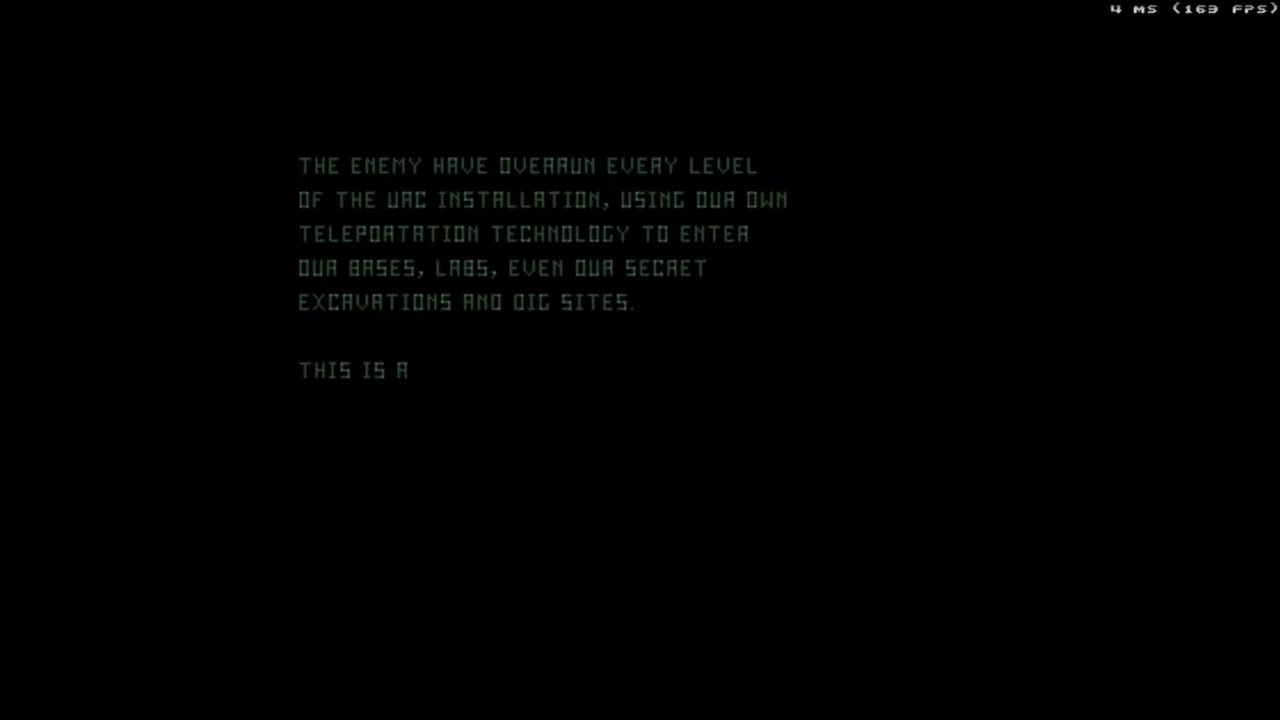 4 MS (163 FPS)
THE ENEMY HAVE OVERRUN EVERY LEVEL
OF THE UAC INSTALLATION, USING OUR OWN
TELEPORTATION TECHNOLOGY TO ENTER
OUR BASES, LABS, EVEN OUR SECRET
EXCAVATIONS AND DIG SITES.
THIS IS A